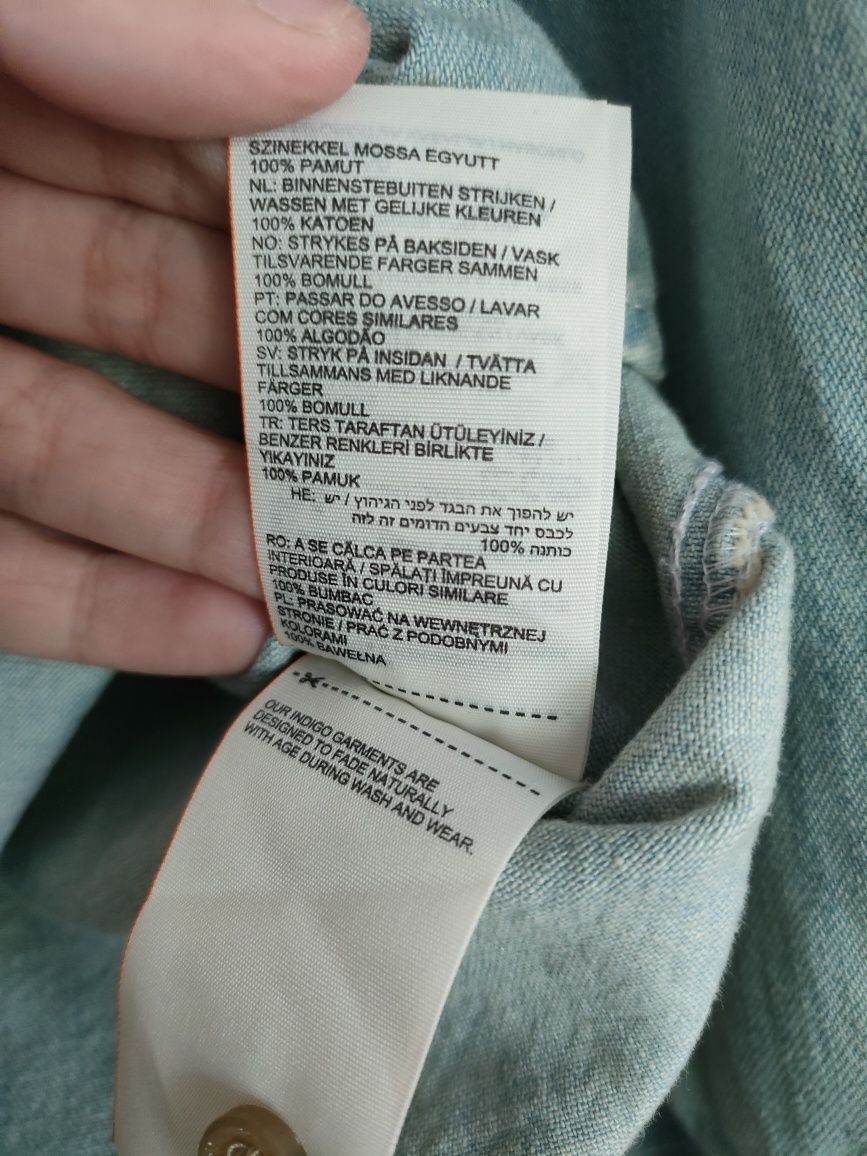 SZINEKKEL MOSSA EGYUTT
100% PAMUT
NL: BINNENSTEBUITEN STRIJKEN /
WASSEN MET GELIJKE KLEUREN
100% KATOEN
NO: STRYKES PÅ BAKSIDEN / VASK
TILSVARENDE FARGER SAMMEN
100% BOMULL
PT: PASSAR DO AVESSO / LAVAR
COM CORES SIMILARES
100% ALGODÃO
SV: STRYK PÅ INSIDAN / TVÄTTA
TILLSAMMANS MED LIKNANDE
FÄRGER
100% BOMULL
TR: TERS TARAFTAN ÜTÜLEYİNİZ /
BENZER RENKLERİ BİRLİKTE
YIKAYINIZ
100% PAMUK
HE: יש להפוך את הבגד לפני הגיהוץ / יש
לכבס יחד צבעים הדומים זה לזה
100% כותנה
RO: A SE CĂLCA PE PARTEA
INTERIOARĂ / SPĂLAȚI ÎMPREUNĂ CU
PRODUSE ÎN CULORI SIMILARE
100% BUMBAC
PL: PRASOWAĆ NA WEWNĘTRZNEJ
STRONIE / PRAĆ Z PODOBNYMI
KOLORAMI
100% BAWEŁNA
OUR INDIGO GARMENTS ARE
DESIGNED TO FADE NATURALLY
WITH AGE DURING WASH AND WEAR.